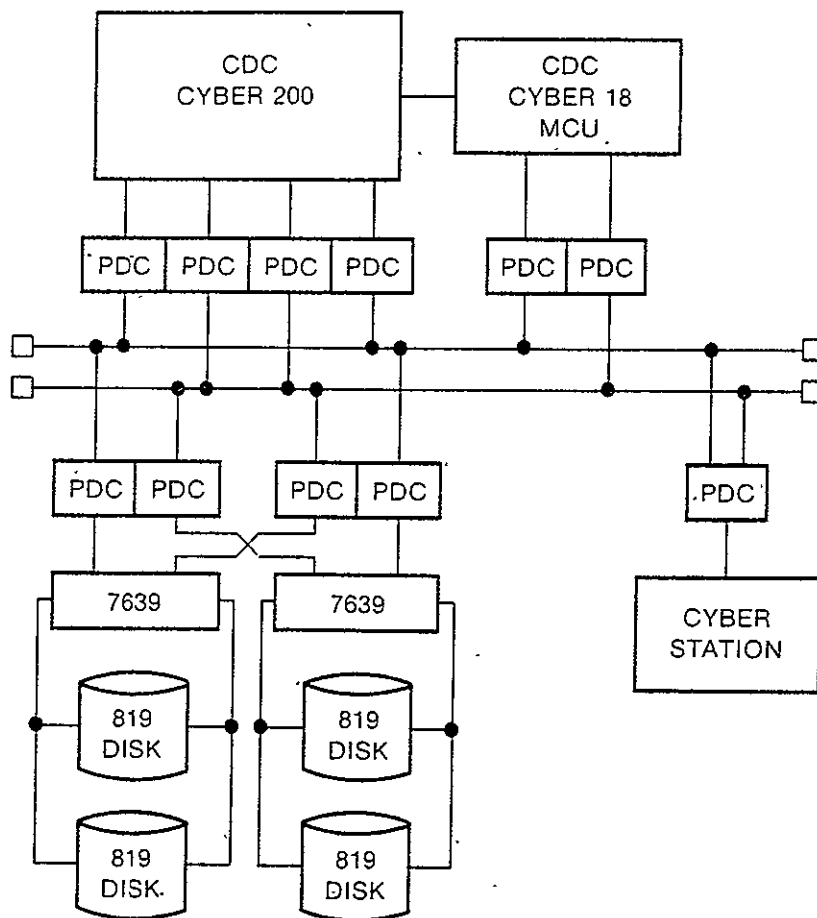 CDC
CYBER 200
CDC
CYBER 18
MCU
PDC PDC PDC PDC
PDC PDC
PDC PDC
PDC PDC
PDC
7639
7639
CYBER
STATION
819
DISK
819
DISK
819
DISK
819
DISK